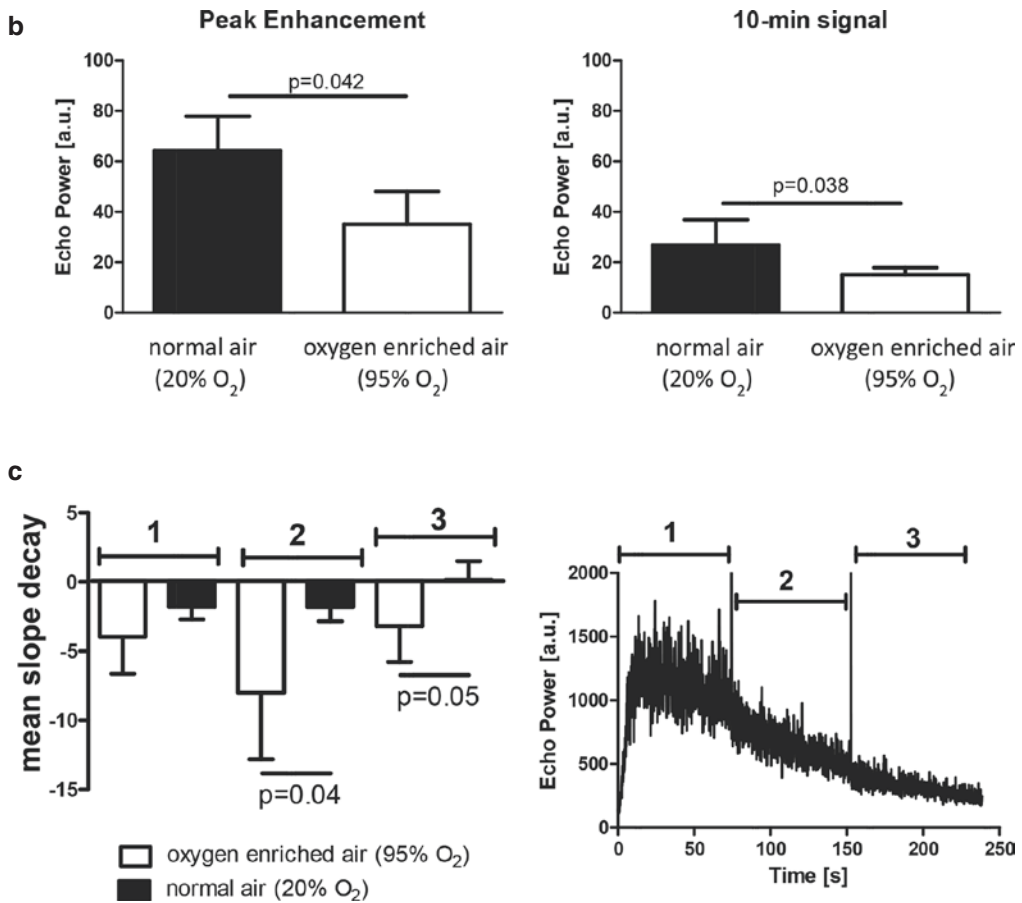 b
Peak Enhancement
10-min signal
Echo Power [a.u.]
100
80
60
40
20
0
p=0.042
normal air
(20% O₂)
oxygen enriched air
(95% O₂)
Echo Power [a.u.]
100
80
60
40
20
0
p=0.038
normal air
(20% O₂)
oxygen enriched air
(95% O₂)
c
mean slope decay
5
0
-5
-10
-15
1
2
3
p=0.04
p=0.05
oxygen enriched air (95% O₂)
normal air (20% O₂)
Echo Power [a.u.]
2000
1500
1000
500
0
1
2
3
0
50
100
150
200
250
Time [s]